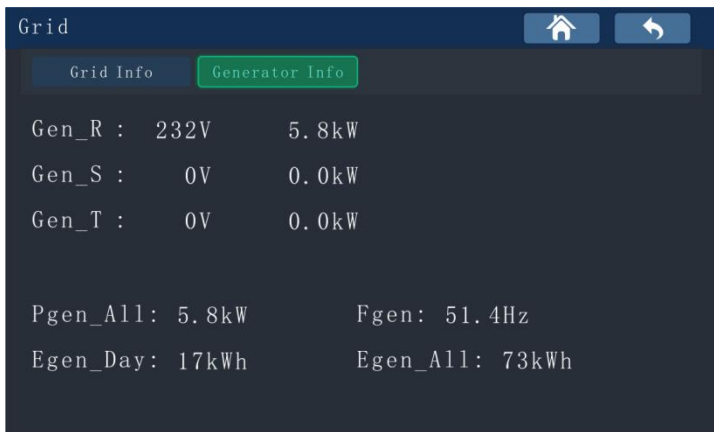 Grid
Grid Info Generator Info
Gen_R : 232V 5.8kW
Gen_S : 0V 0.0kW
Gen_T : 0V 0.0kW
Pgen_All: 5.8kW Fgen: 51.4Hz
Egen_Day: 17kWh Egen_All: 73kWh